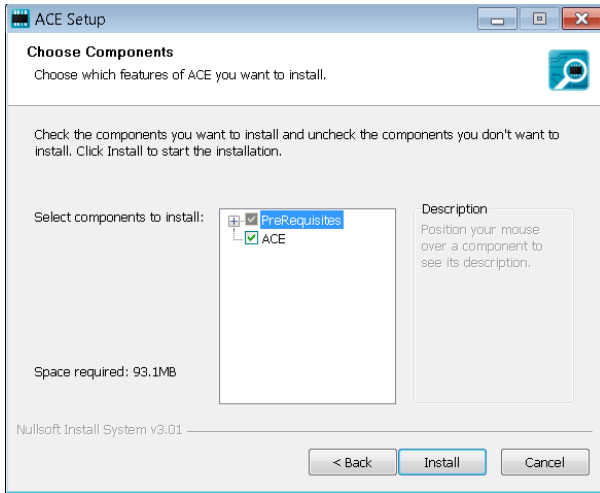 ACE Setup
Choose Components
Choose which features of ACE you want to install.
Check the components you want to install and uncheck the components you don't want to
install. Click Install to start the installation.
Select components to install:
PreRequisites
ACE
Description
Position your mouse
over a component to
see its description.
Space required: 93.1MB
Nullsoft Install System v3.01
< Back
Install
Cancel